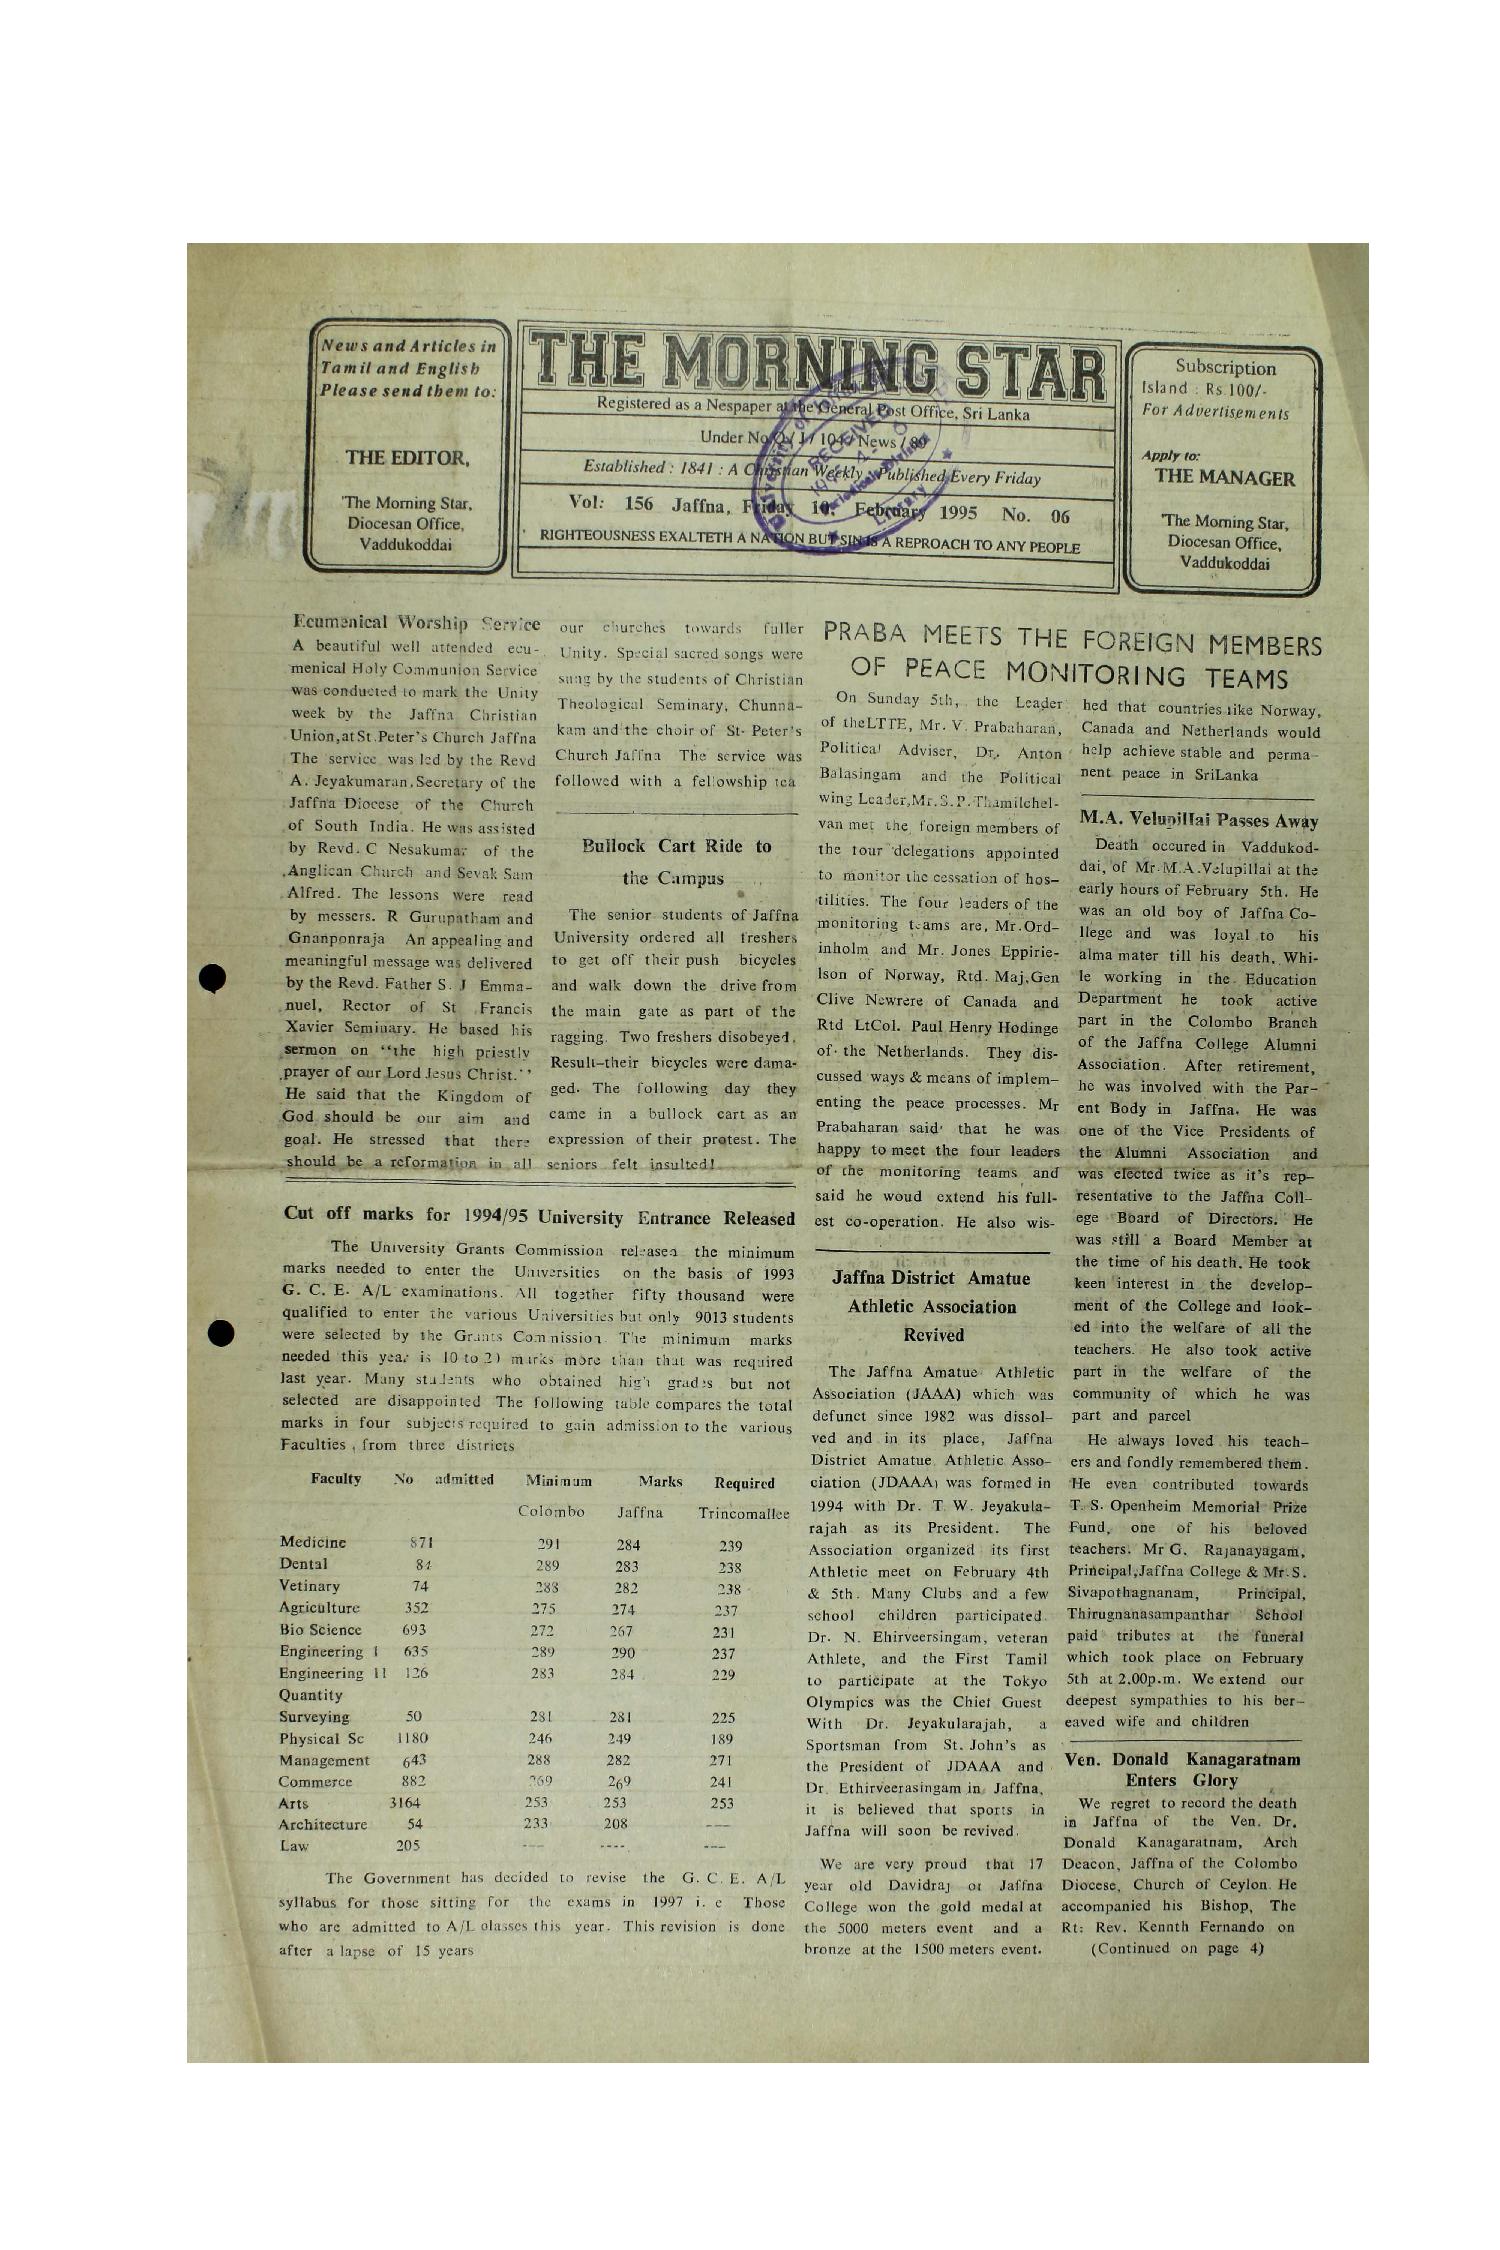 News and Articles in
Tamil and English
Please send them to:
THE EDITOR,
'The Morning Star,
Diocesan Office,
Vaddukoddai
THE MORNING STAR
Registered as a Nespaper at the General Post Office, Sri Lanka
Under No. / J / 104 / News / 89
Established : 1841 : A Christian Weekly Published Every Friday
Vol: 156 Jaffna, Friday 10, February 1995 No. 06
RIGHTEOUSNESS EXALTETH A NATION BUT SIN IS A REPROACH TO ANY PEOPLE
RECEIVED
Library
Subscription
Island : Rs 100/-
For Advertisements
Apply to:
THE MANAGER
'The Morning Star,
Diocesan Office,
Vaddukoddai
Ecumenical Worship Service
A beautiful well attended ecu-
menical Holy Communion Service
was conducted to mark the Unity
week by the Jaffna Christian
Union,at St.Peter's Church Jaffna
The service was led by the Revd
A. Jeyakumaran,Secretary of the
Jaffna Diocese of the Church
of South India. He was assisted
by Revd. C Nesakumar of the
Anglican Church and Sevak Sam
Alfred. The lessons were read
by messers. R Gurupatham and
Gnanponraja An appealing and
meaningful message was delivered
by the Revd. Father S. J Emma-
nuel, Rector of St Francis
Xavier Seminary. He based his
sermon on “the high priestly
prayer of our Lord Jesus Christ.”
He said that the Kingdom of
God should be our aim and
goal. He stressed that there
should be a reformation in all
our churches towards fuller
Unity. Special sacred songs were
sung by the students of Christian
Theological Seminary, Chunna-
kam and the choir of St. Peter's
Church Jaffna The service was
followed with a fellowship tea
Bullock Cart Ride to
the Campus
The senior students of Jaffna
University ordered all freshers
to get off their push bicycles
and walk down the drive from
the main gate as part of the
ragging. Two freshers disobeyed.
Result-their bicycles were dama-
ged. The following day they
came in a bullock cart as an
expression of their protest. The
seniors felt insulted!
Cut off marks for 1994/95 University Entrance Released
The University Grants Commission released the minimum
marks needed to enter the Universities on the basis of 1993
G. C. E. A/L examinations. All together fifty thousand were
qualified to enter the various Universities but only 9013 students
were selected by the Grants Commission The minimum marks
needed this year is 10 to 20 marks more than that was required
last year. Many students who obtained high grades but not
selected are disappointed The following table compares the total
marks in four subjects required to gain admission to the various
Faculties , from three districts
Faculty No admitted Minimum Marks Required
Colombo Jaffna Trincomallee
Medicine 871 291 284 239
Dental 84 289 283 238
Vetinary 74 288 282 238
Agriculture 352 275 274 237
Bio Science 693 272 267 231
Engineering I 635 289 290 237
Engineering II 126 283 284 229
Quantity
Surveying 50 281 281 225
Physical Sc 1180 246 249 189
Management 643 288 282 271
Commerce 882 269 269 241
Arts 3164 253 253 253
Architecture 54 233 208 ---
Law 205 --- ---- ---
The Government has decided to revise the G. C. E. A/L
syllabus for those sitting for the exams in 1997 i. e Those
who are admitted to A/L olasses this year. This revision is done
after a lapse of 15 years
PRABA MEETS THE FOREIGN MEMBERS
OF PEACE MONITORING TEAMS
On Sunday 5th, the Leader
of theLTTE, Mr. V. Prabaharan,
Political Adviser, Dr. Anton
Balasingam and the Political
wing Leader,Mr.S.P.Thamilchel-
van met the foreign members of
the tour delegations appointed
to monitor the cessation of hos-
tilities. The four leaders of the
monitoring teams are, Mr.Ord-
inholm and Mr. Jones Eppirie-
lson of Norway, Rtd. Maj.Gen
Clive Newrere of Canada and
Rtd LtCol. Paul Henry Hodinge
of the Netherlands. They dis-
cussed ways & means of implem-
enting the peace processes. Mr
Prabaharan said that he was
happy to meet the four leaders
of the monitoring teams and
said he woud extend his full-
est co-operation. He also wis-
hed that countries like Norway,
Canada and Netherlands would
help achieve stable and perma-
nent peace in SriLanka
Jaffna District Amatue
Athletic Association
Revived
The Jaffna Amatue Athletic
Association (JAAA) which was
defunct since 1982 was dissol-
ved and in its place, Jaffna
District Amatue Athletic Asso-
ciation (JDAAA) was formed in
1994 with Dr. T. W. Jeyakula-
rajah as its President. The
Association organized its first
Athletic meet on February 4th
& 5th. Many Clubs and a few
school children participated.
Dr. N. Ehirveersingam, veteran
Athlete, and the First Tamil
to participate at the Tokyo
Olympics was the Chief Guest
With Dr. Jeyakularajah, a
Sportsman from St. John's as
the President of JDAAA and
Dr. Ethirveerasingam in Jaffna,
it is believed that sports in
Jaffna will soon be revived.
We are very proud that 17
year old Davidraj of Jaffna
College won the gold medal at
the 5000 meters event and a
bronze at the 1500 meters event.
M.A. Velupillai Passes Away
Death occured in Vaddukod-
dai, of Mr.M.A.Velupillai at the
early hours of February 5th. He
was an old boy of Jaffna Co-
llege and was loyal to his
alma mater till his death. Whi-
le working in the Education
Department he took active
part in the Colombo Branch
of the Jaffna College Alumni
Association. After retirement,
he was involved with the Par-
ent Body in Jaffna. He was
one of the Vice Presidents of
the Alumni Association and
was elected twice as it's rep-
resentative to the Jaffna Coll-
ege Board of Directors. He
was still a Board Member at
the time of his death. He took
keen interest in the develop-
ment of the College and look-
ed into the welfare of all the
teachers. He also took active
part in the welfare of the
community of which he was
part and parcel
He always loved his teach-
ers and fondly remembered them.
He even contributed towards
T. S. Openheim Memorial Prize
Fund, one of his beloved
teachers. Mr G. Rajanayagam,
Principal,Jaffna College & Mr.S.
Sivapothagnanam, Principal,
Thirugnanasampanthar School
paid tributes at the funeral
which took place on February
5th at 2.00p.m. We extend our
deepest sympathies to his ber-
eaved wife and children
Ven. Donald Kanagaratnam
Enters Glory
We regret to record the death
in Jaffna of the Ven. Dr.
Donald Kanagaratnam, Arch
Deacon, Jaffna of the Colombo
Diocese, Church of Ceylon. He
accompanied his Bishop, The
Rt: Rev. Kennth Fernando on
(Continued on page 4)